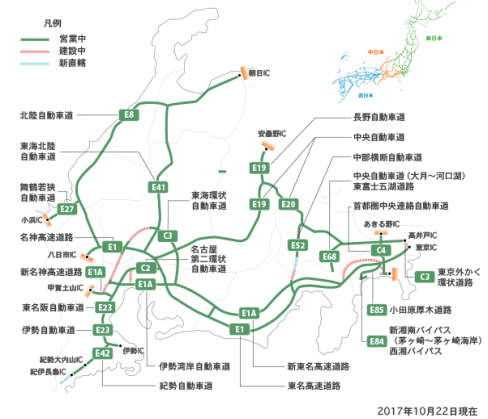 凡例
営業中
建設中
新直轄
東日本
中日本
西日本
朝日IC
北陸自動車道
E8
長野自動車道
安曇野IC
中央自動車道
東海北陸
自動車道
E19
中部横断自動車道
E41
東海環状
自動車道
中央自動車道（大月〜河口湖）
東富士五湖道路
舞鶴若狭
自動車道
E27
E19
E20
首都圏中央連絡自動車道
小浜IC
あきる野IC
名神高速道路
E1
C3
E52
高井戸IC
八日市IC
名古屋
第二環状
自動車道
E68
C4
東京IC
新名神高速道路
E1A
C2
C3
東京外かく
環状道路
甲賀土山IC
E1A
東名阪自動車道
E23
E85
小田原厚木道路
伊勢自動車道
E23
E1A
E1
新湘南バイパス
E84
（茅ヶ崎〜茅ヶ崎海岸）
西湘バイパス
伊勢IC
E42
紀勢大内山IC
紀伊長島IC
伊勢湾岸自動車道
新東名高速道路
紀勢自動車道
東名高速道路
2017年10月22日現在